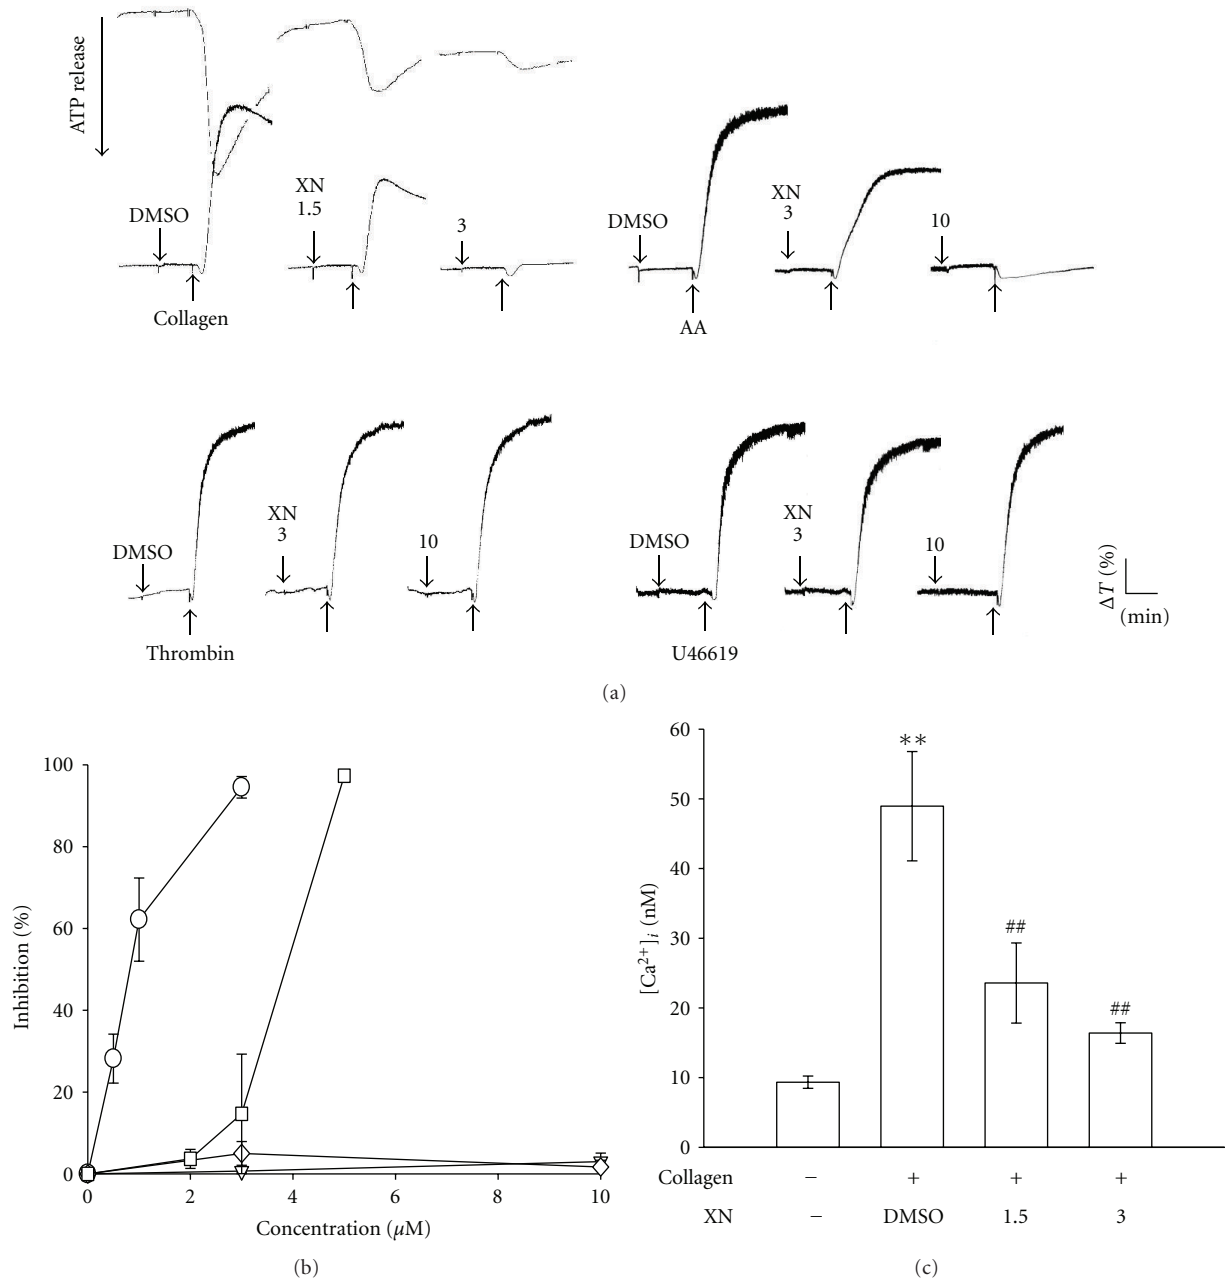 ATP release
DMSO
XN
1.5
3
Collagen
DMSO
XN
3
10
AA
DMSO
XN
3
10
Thrombin
DMSO
XN
3
10
U46619
ΔT (%)
(min)
(a)
Inhibition (%)
100
80
60
40
20
0
0 2 4 6 8 10
Concentration (μM)
(b)
[Ca²⁺]ᵢ (nM)
60
50
40
30
20
10
0
**
##
##
Collagen − + + +
XN − DMSO 1.5 3
(c)